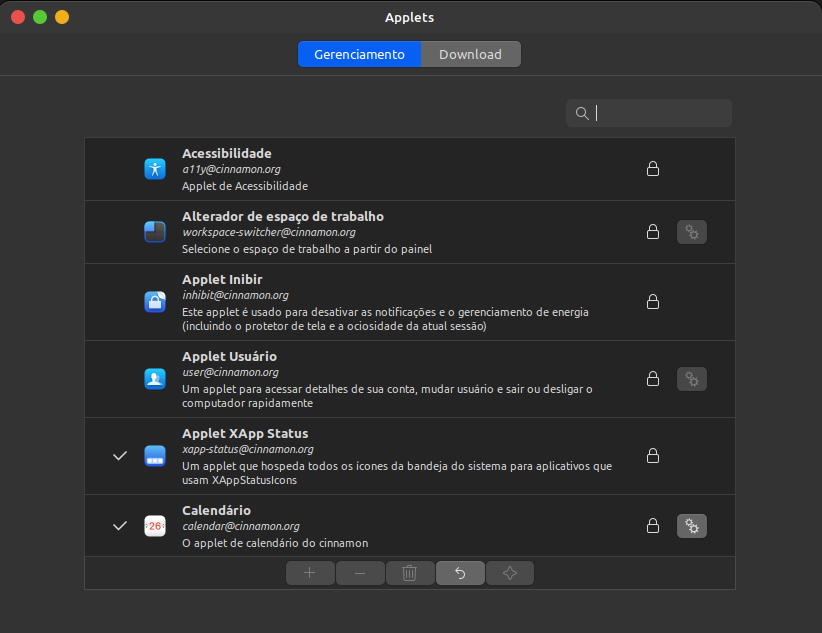 Applets
Gerenciamento
Download
Acessibilidade
a11y@cinnamon.org
Applet de Acessibilidade
Alterador de espaço de trabalho
workspace-switcher@cinnamon.org
Selecione o espaço de trabalho a partir do painel
Applet Inibir
inhibit@cinnamon.org
Este applet é usado para desativar as notificações e o gerenciamento de energia
(incluindo o protetor de tela e a ociosidade da atual sessão)
Applet Usuário
user@cinnamon.org
Um applet para acessar detalhes de sua conta, mudar usuário e sair ou desligar o
computador rapidamente
Applet XApp Status
xapp-status@cinnamon.org
Um applet que hospeda todos os ícones da bandeja do sistema para aplicativos que
usam XAppStatusIcons
26
Calendário
calendar@cinnamon.org
O applet de calendário do cinnamon